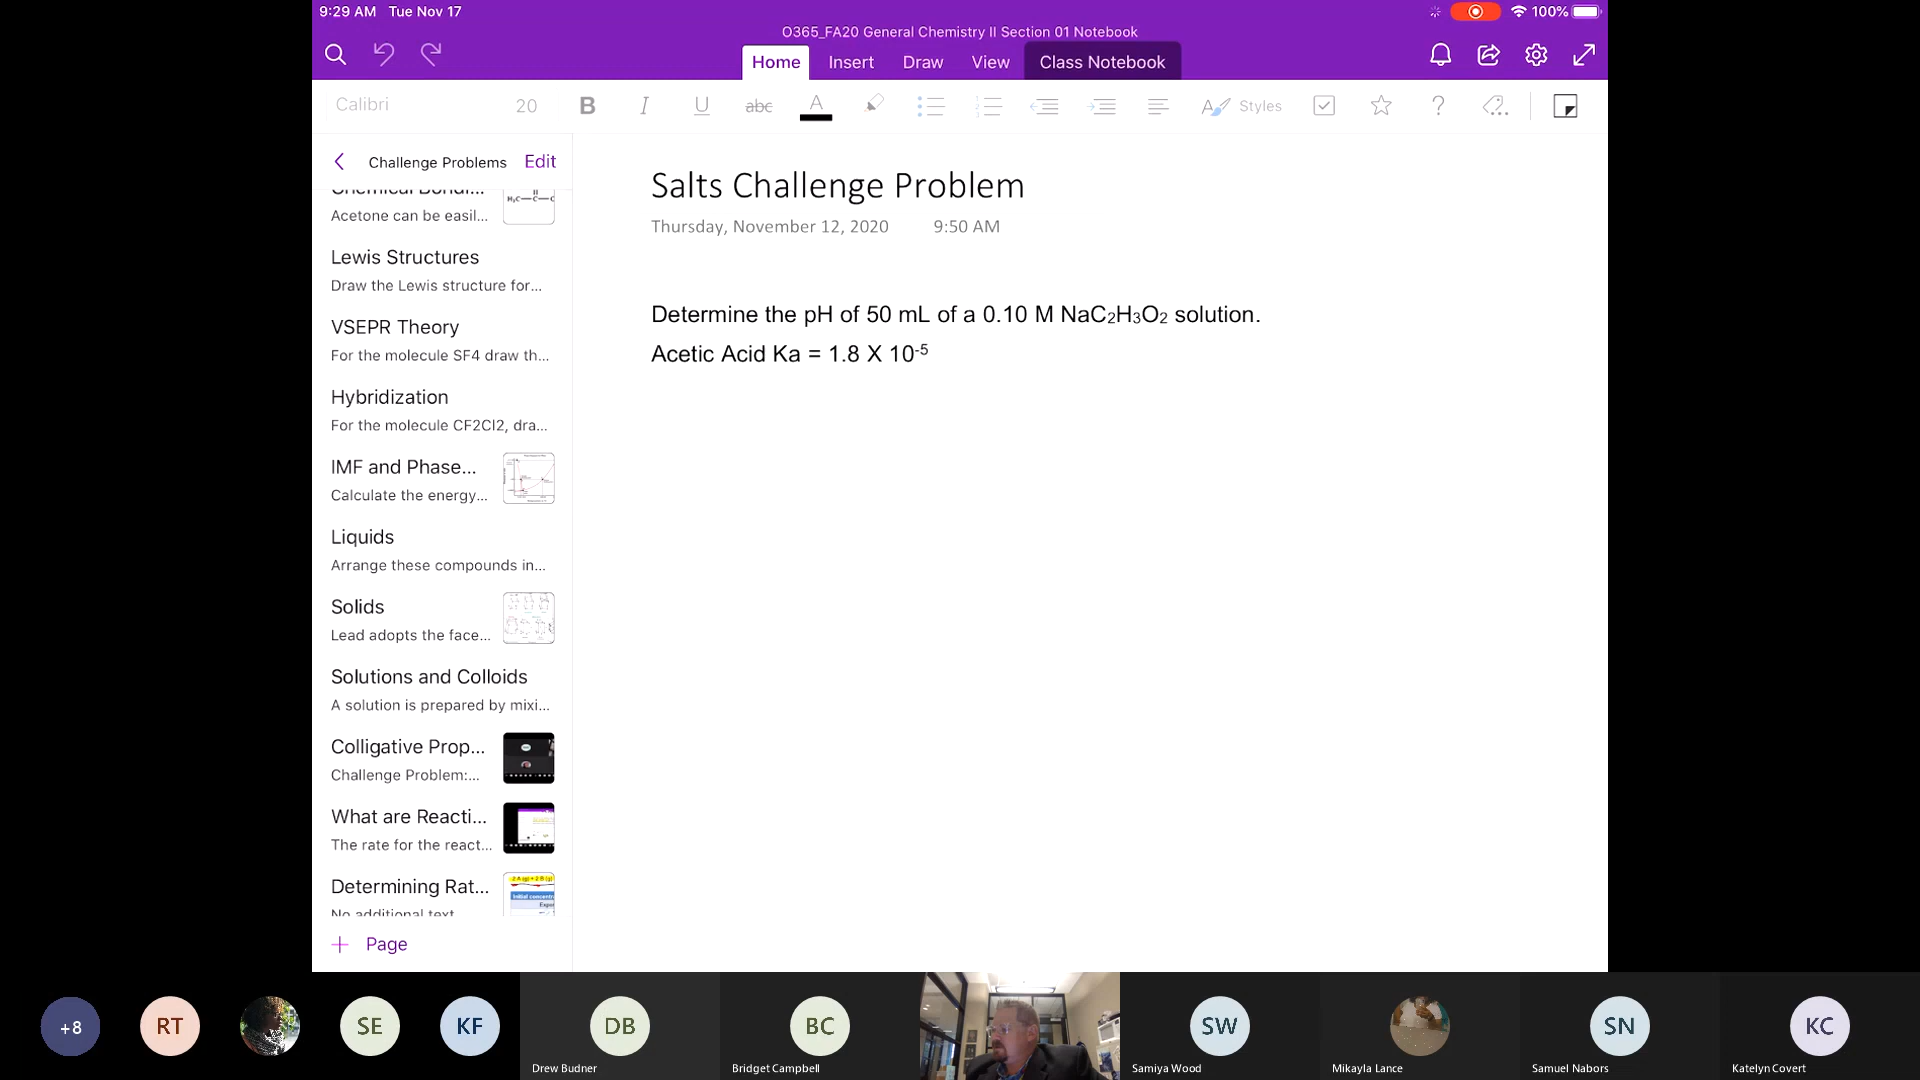 9:29 AM Tue Nov 17
100%
O365_FA20 General Chemistry II Section 01 Notebook
Home Insert Draw View Class Notebook
Calibri 20 B I U abc A Styles
Challenge Problems Edit
Chemical Bondi...
Acetone can be easil...
Lewis Structures
Draw the Lewis structure for...
VSEPR Theory
For the molecule SF4 draw th...
Hybridization
For the molecule CF2Cl2, dra...
IMF and Phase...
Calculate the energy...
Liquids
Arrange these compounds in...
Solids
Lead adopts the face...
Solutions and Colloids
A solution is prepared by mixi...
Colligative Prop...
Challenge Problem:...
What are Reacti...
The rate for the react...
Determining Rat...
No additional text
Page
Salts Challenge Problem
Thursday, November 12, 2020 9:50 AM
Determine the pH of 50 mL of a 0.10 M NaC₂H₃O₂ solution.
Acetic Acid Ka = 1.8 X 10⁻⁵
+8 RT SE KF DB BC SW SN KC
Drew Budner Bridget Campbell Samiya Wood Mikayla Lance Samuel Nabors Katelyn Covert